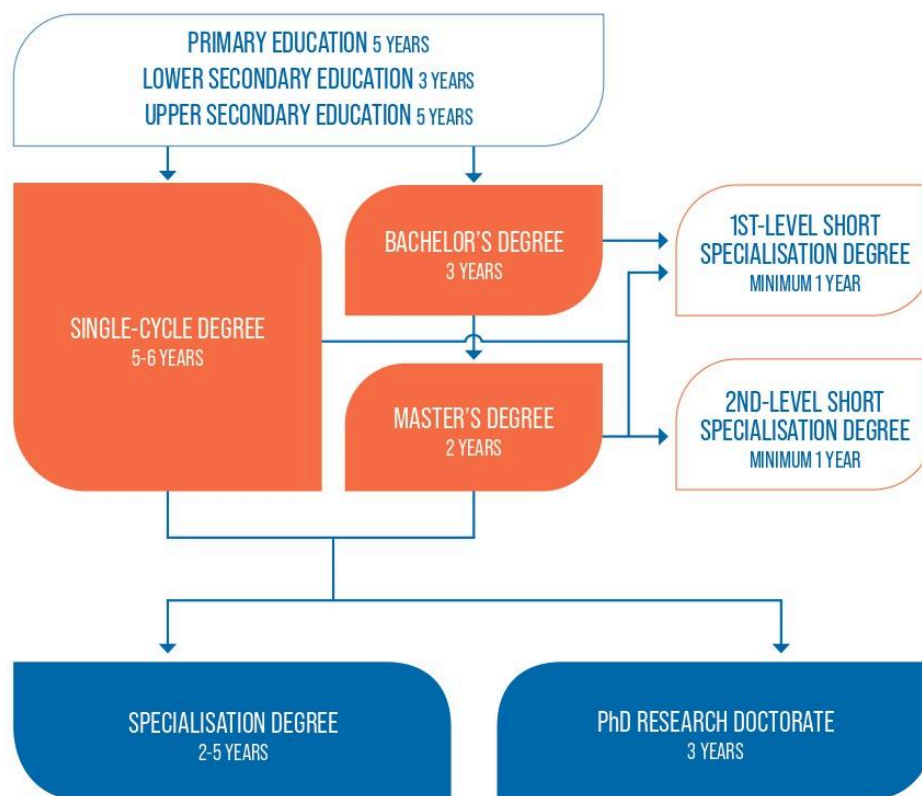 PRIMARY EDUCATION 5 YEARS
LOWER SECONDARY EDUCATION 3 YEARS
UPPER SECONDARY EDUCATION 5 YEARS
SINGLE-CYCLE DEGREE
5-6 YEARS
BACHELOR'S DEGREE
3 YEARS
1ST-LEVEL SHORT
SPECIALISATION DEGREE
MINIMUM 1 YEAR
MASTER'S DEGREE
2 YEARS
2ND-LEVEL SHORT
SPECIALISATION DEGREE
MINIMUM 1 YEAR
SPECIALISATION DEGREE
2-5 YEARS
PhD RESEARCH DOCTORATE
3 YEARS